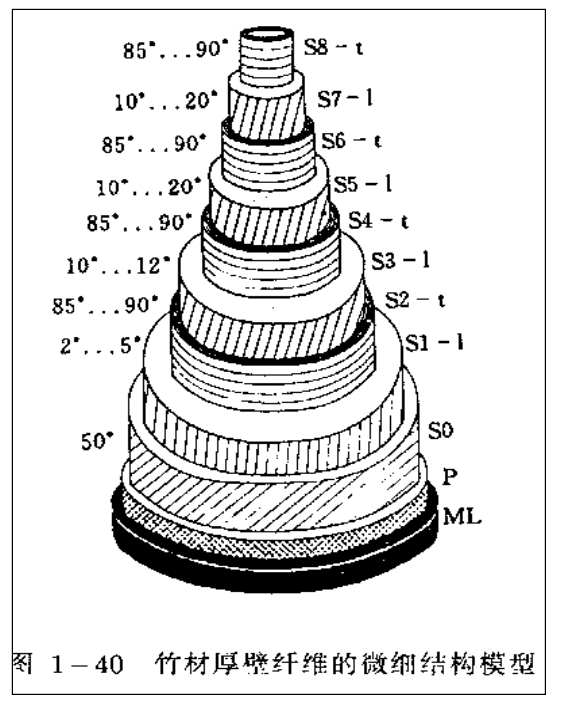 85°...90° S8-t
10°...20° S7-l
85°...90° S6-t
10°...20° S5-l
85°...90° S4-t
10°...12° S3-l
85°...90° S2-t
2°...5° S1-l
50° S0
P
ML
图 1-40 竹材厚壁纤维的微细结构模型